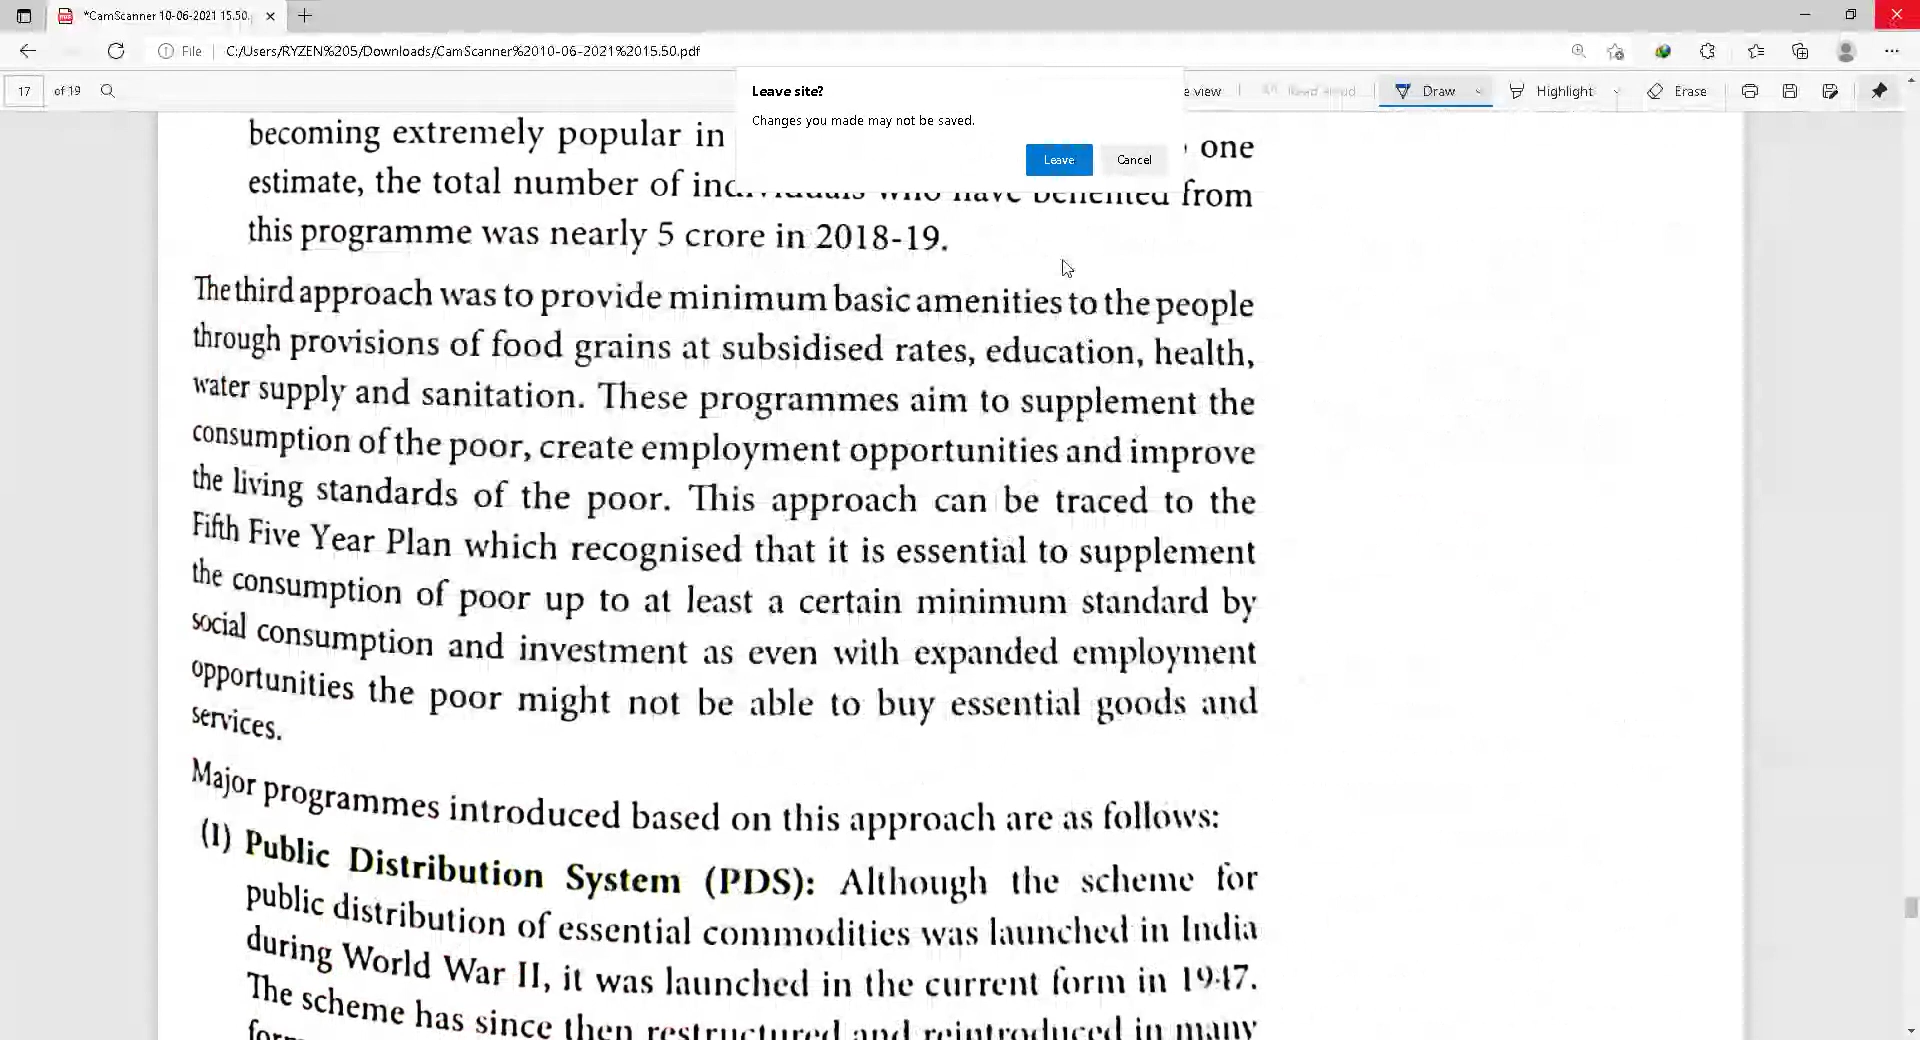 *CamScanner 10-06-2021 15.50.
File C:/Users/RYZEN%205/Downloads/CamScanner%2010-06-2021%2015.50.pdf
17 of 19
e view Read aloud Draw Highlight Erase
Leave site?
Changes you made may not be saved.
Leave Cancel
becoming extremely popular in one
estimate, the total number of individuals who have benefited from
this programme was nearly 5 crore in 2018-19.
The third approach was to provide minimum basic amenities to the people
through provisions of food grains at subsidised rates, education, health,
water supply and sanitation. These programmes aim to supplement the
consumption of the poor, create employment opportunities and improve
the living standards of the poor. This approach can be traced to the
Fifth Five Year Plan which recognised that it is essential to supplement
the consumption of poor up to at least a certain minimum standard by
social consumption and investment as even with expanded employment
opportunities the poor might not be able to buy essential goods and
services.
Major programmes introduced based on this approach are as follows:
(I) Public Distribution System (PDS): Although the scheme for
public distribution of essential commodities was launched in India
during World War II, it was launched in the current form in 1947.
The scheme has since then restructured and reintroduced in many